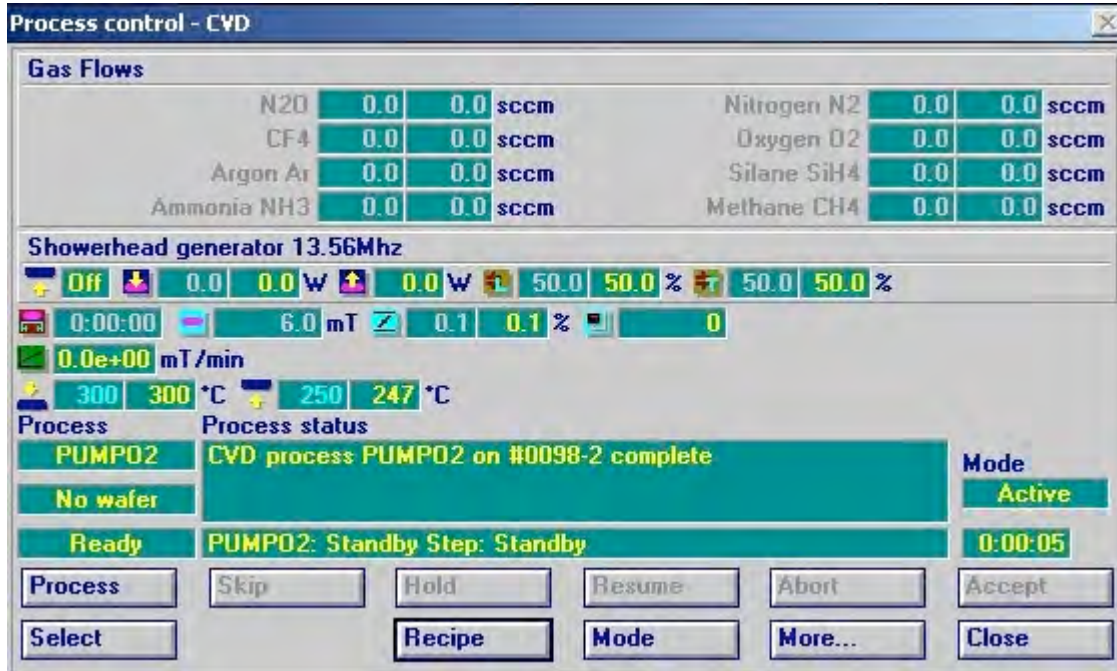 Process control - CVD
Gas Flows
N2O 0.0 0.0 sccm Nitrogen N2 0.0 0.0 sccm
CF4 0.0 0.0 sccm Oxygen O2 0.0 0.0 sccm
Argon Ar 0.0 0.0 sccm Silane SiH4 0.0 0.0 sccm
Ammonia NH3 0.0 0.0 sccm Methane CH4 0.0 0.0 sccm
Showerhead generator 13.56Mhz
Off 0.0 0.0 W 0.0 W L 50.0 50.0 % T 50.0 50.0 %
0:00:00 6.0 mT 0.1 0.1 % 0
0.0e+00 mT/min
300 300 °C 250 247 °C
Process Process status
PUMPO2 CVD process PUMPO2 on #0098-2 complete
Mode
No wafer Active
Ready PUMPO2: Standby Step: Standby 0:00:05
Process Skip Hold Resume Abort Accept
Select Recipe Mode More... Close